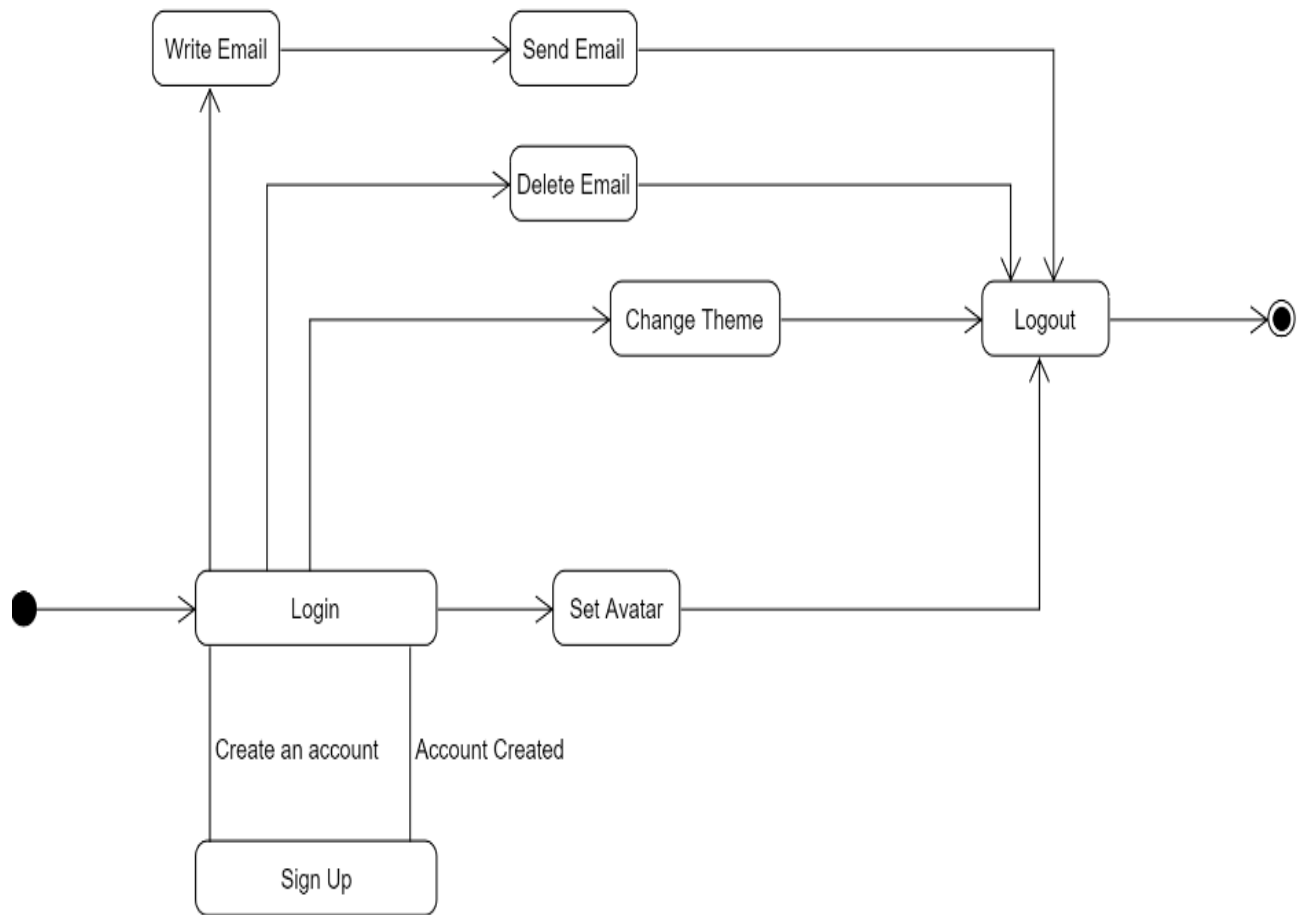 Write Email
Send Email
Delete Email
Change Theme
Logout
Login
Set Avatar
Create an account
Account Created
Sign Up